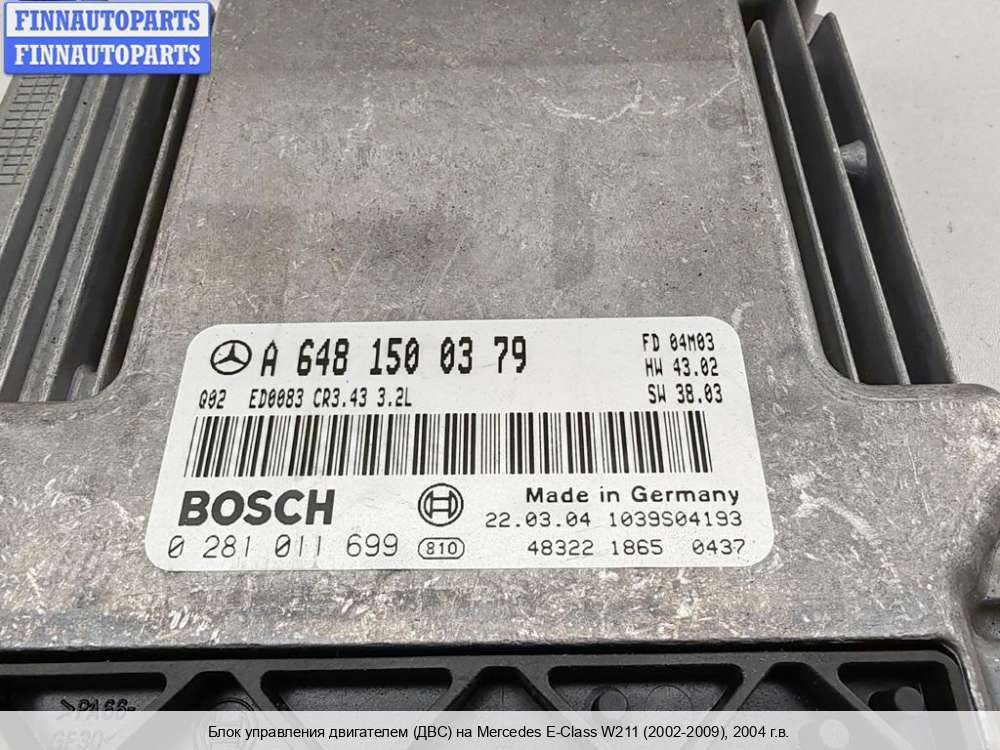 FINNAUTOPARTS
FINNAUTOPARTS
A 648 150 03 79
FD 04M03
HW 43.02
Q02 ED0083 CR3.43 3.2L
SW 38.03
BOSCH
Made in Germany
22.03.04 1039S04193
0 281 011 699 810
48322 1865 0437
>PA66-
GF30<
Блок управления двигателем (ДВС) на Mercedes E-Class W211 (2002-2009), 2004 г.в.